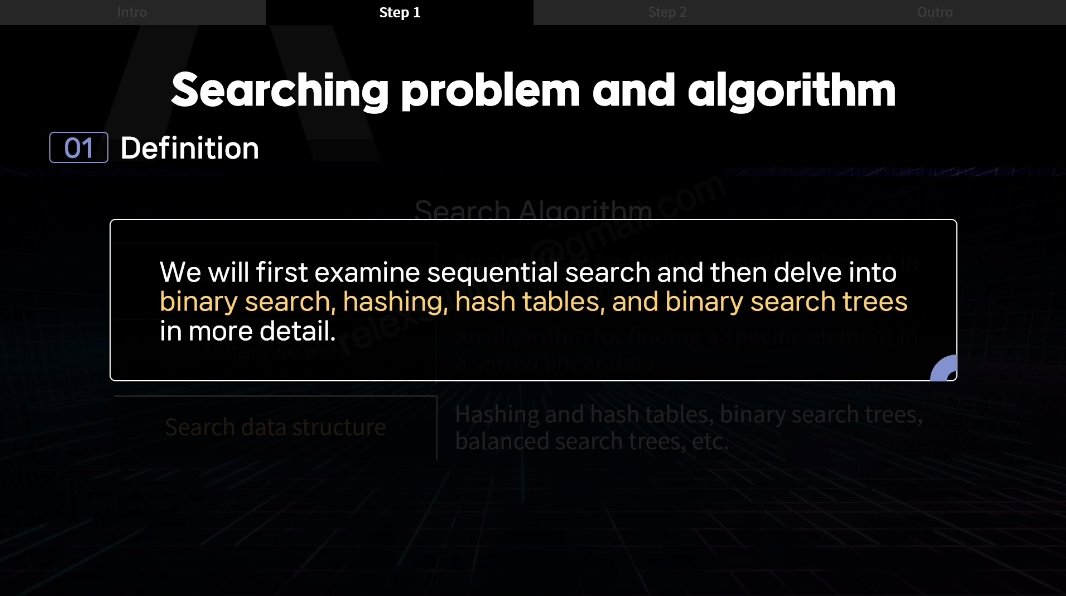 Intro
Step 1
Step 2
Outro
Searching problem and algorithm
01 Definition
Search Algorithm
We will first examine sequential search and then delve into
binary search, hashing, hash tables, and binary search trees
in more detail.
An algorithm for finding a specific element in
a sorted linear data
Search data structure
Hashing and hash tables, binary search trees,
balanced search trees, etc.